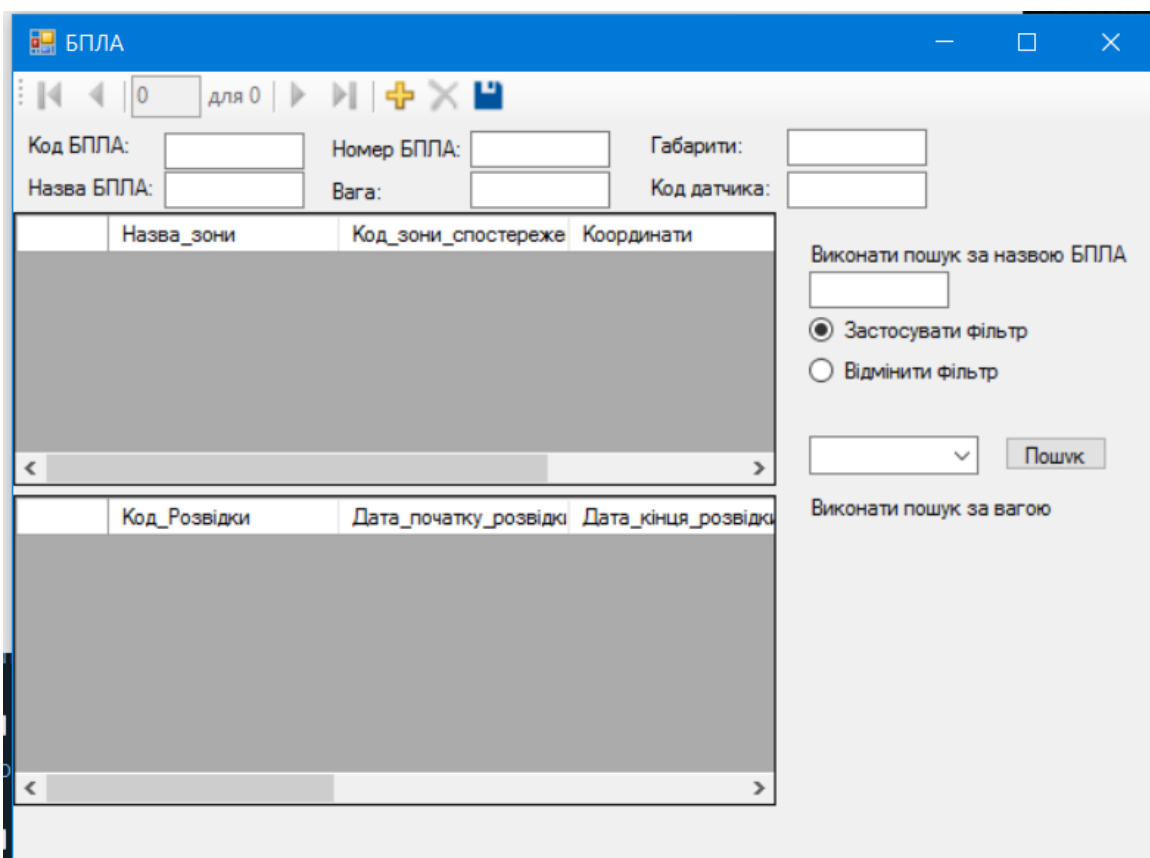 БПЛА
0 для 0
Код БПЛА: Номер БПЛА: Габарити:
Назва БПЛА: Вага: Код датчика:
Назва_зони Код_зони_спостереже Координати
Виконати пошук за назвою БПЛА
Застосувати фільтр
Відмінити фільтр
Пошук
Код_Розвідки Дата_початку_розвідки Дата_кінця_розвідки
Виконати пошук за вагою